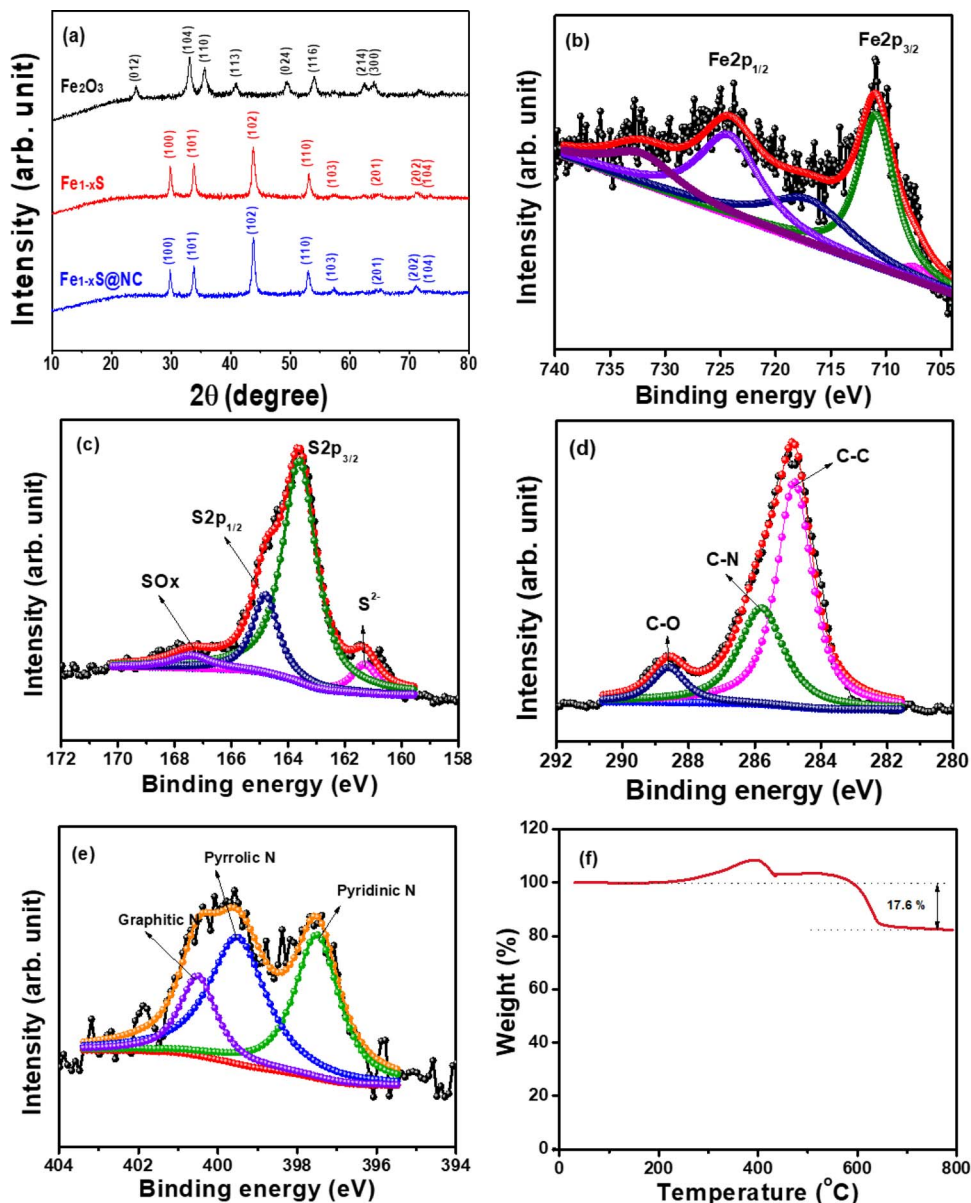 (a)
Intensity (arb. unit)
Fe₂O₃
(012)
(104)
(110)
(113)
(024)
(116)
(214)
(300)
Fe₁₋ₓS
(100)
(101)
(102)
(110)
(103)
(201)
(202)
(104)
Fe₁₋ₓS@NC
(100)
(101)
(102)
(110)
(103)
(201)
(202)
(104)
10 20 30 40 50 60 70 80
2θ (degree)
(b)
Intensity (arb. unit)
Fe2p₁/₂
Fe2p₃/₂
740 735 730 725 720 715 710 705
Binding energy (eV)
(c)
Intensity (arb. unit)
S2p₃/₂
S2p₁/₂
SOx
S²⁻
172 170 168 166 164 162 160 158
Binding energy (eV)
(d)
Intensity (arb. unit)
C-C
C-N
C-O
292 290 288 286 284 282 280
Binding energy (eV)
(e)
Intensity (arb. unit)
Pyrrolic N
Graphitic N
Pyridinic N
404 402 400 398 396 394
Binding energy (eV)
(f)
Weight (%)
120
100
80
60
40
20
0
17.6 %
0 200 400 600 800
Temperature (°C)